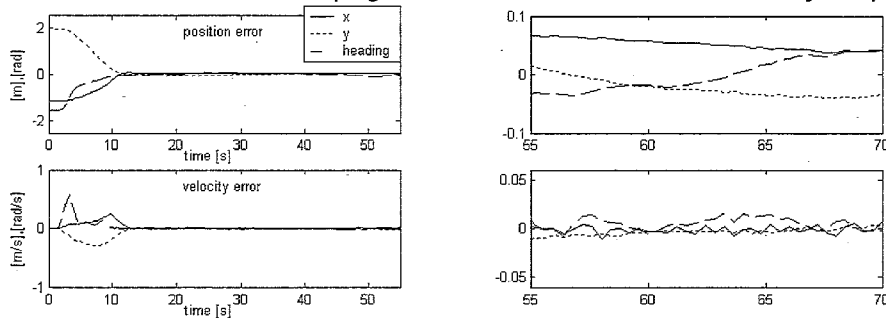 x
y
heading
position error
[m],[rad]
2
0
-2
0 10 20 30 40 50
time [s]
0.1
0
-0.1
55 60 65 70
velocity error
[m/s],[rad/s]
1
0
-1
0 10 20 30 40 50
time [s]
0.05
0
-0.05
55 60 65 70